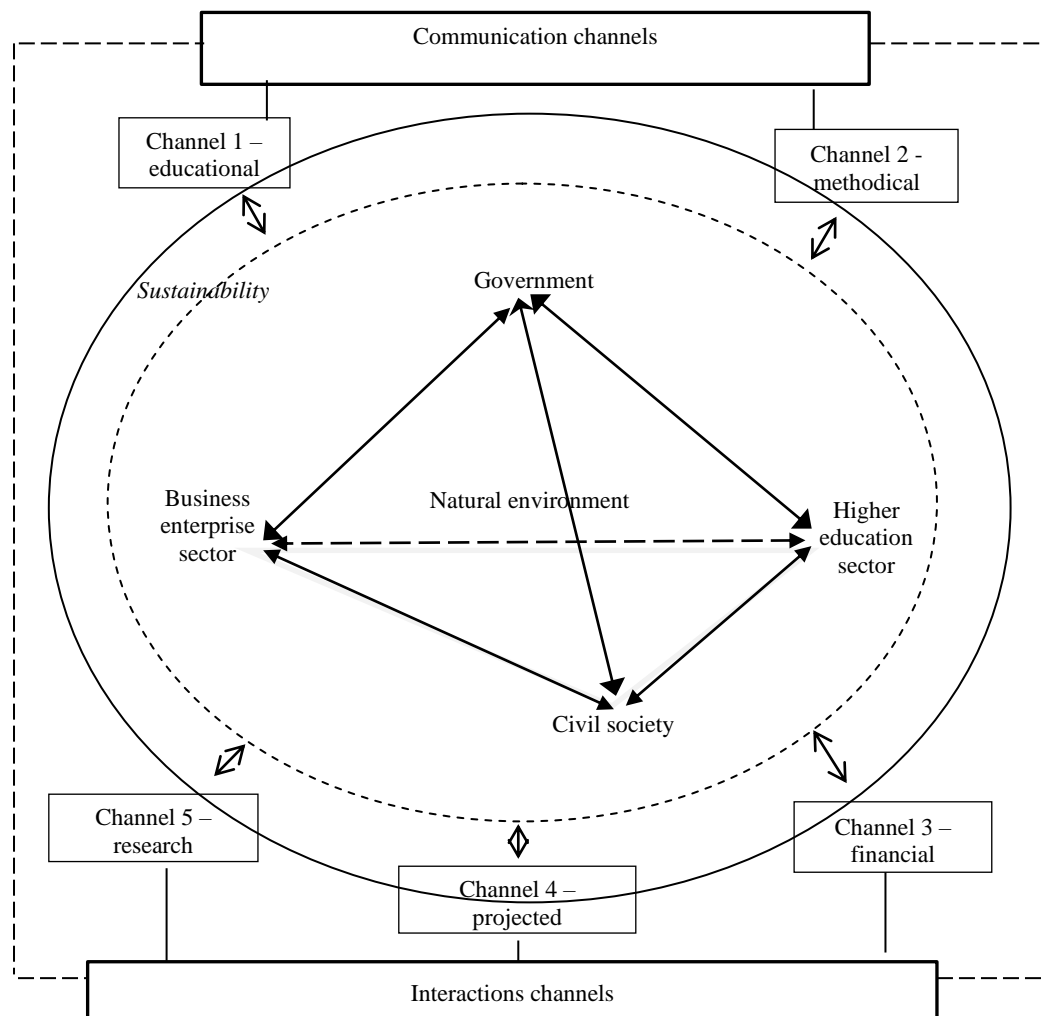 Communication channels
Channel 1 –
educational
Channel 2 -
methodical
Sustainability
Government
Business
enterprise
sector
Natural environment
Higher
education
sector
Civil society
Channel 5 –
research
Channel 4 –
projected
Channel 3 –
financial
Interactions channels